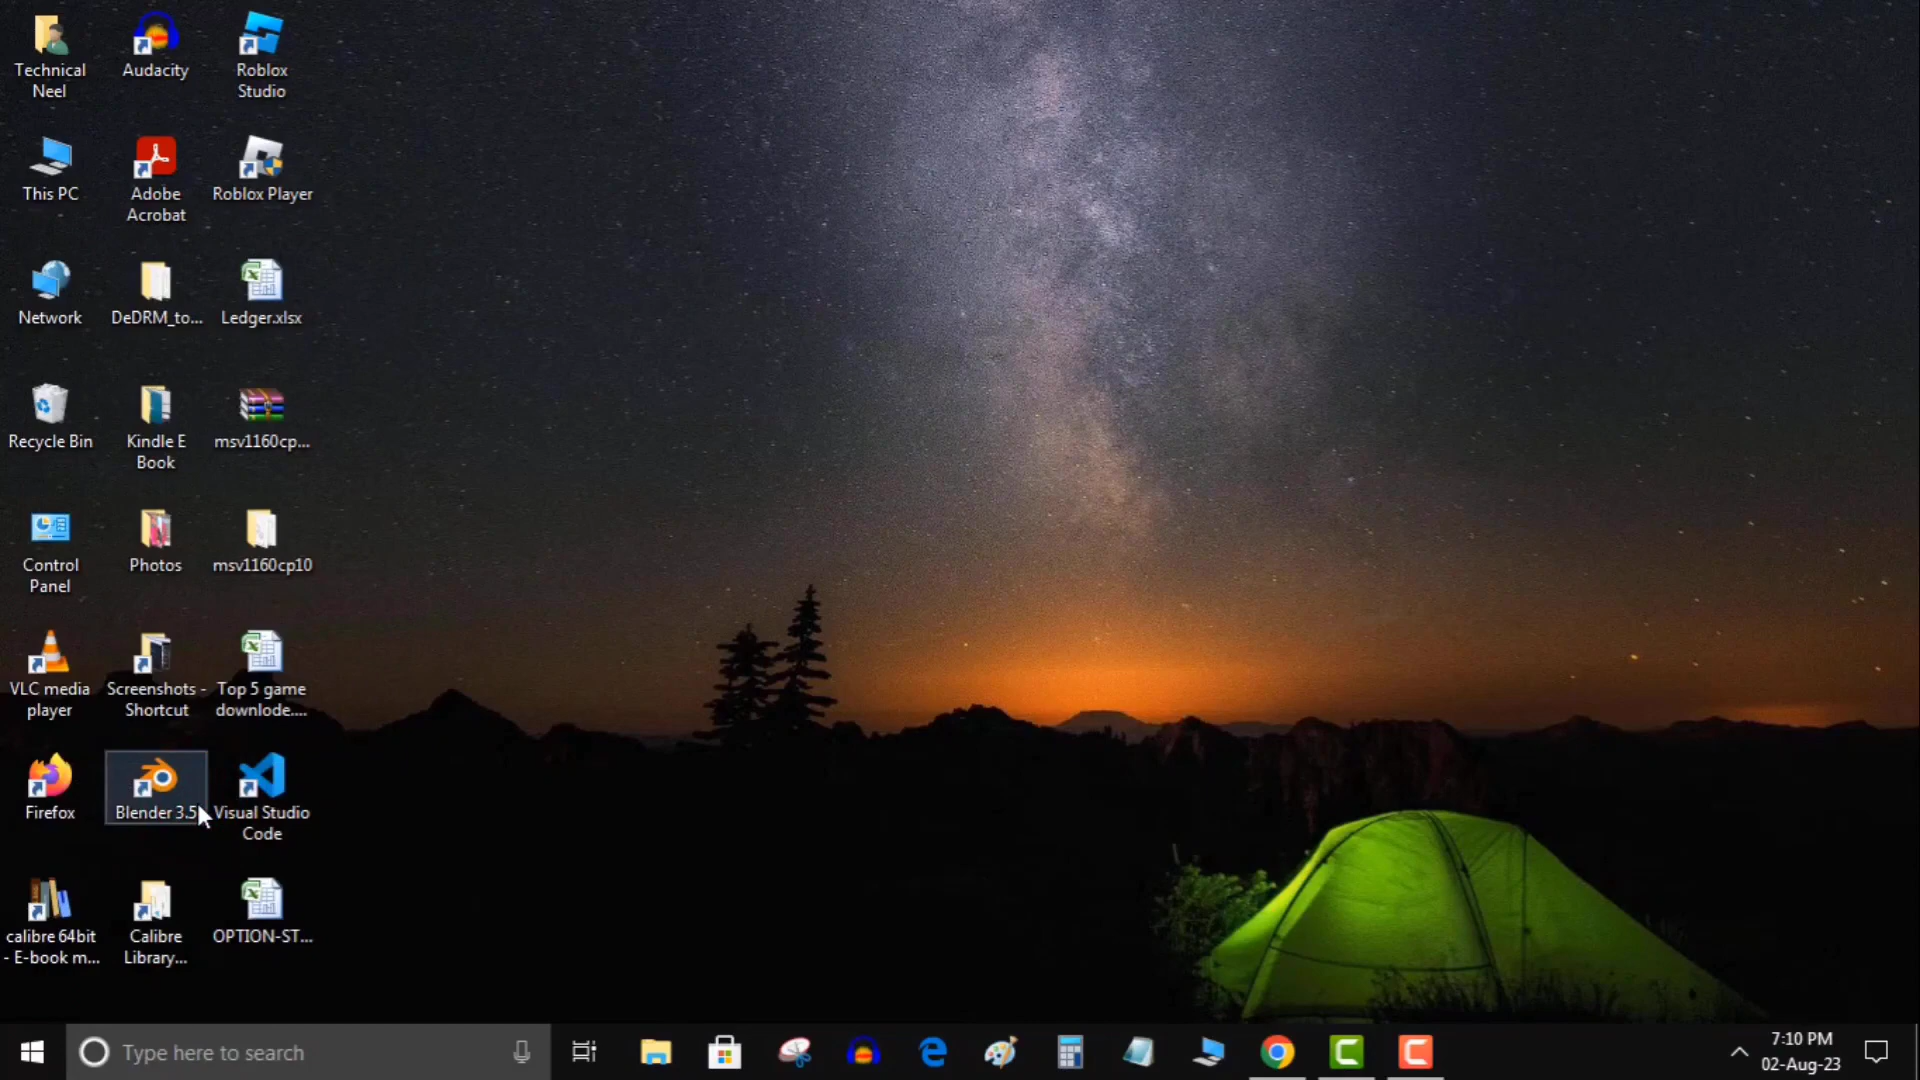 Technical
Neel
Audacity
Roblox
Studio
This PC
Adobe
Acrobat
Roblox Player
Network
DeDRM_to...
Ledger.xlsx
Recycle Bin
Kindle E
Book
msv1160cp...
Control
Panel
Photos
msv1160cp10
VLC media
player
Screenshots -
Shortcut
Top 5 game
downlode....
Firefox
Blender 3.5
Visual Studio
Code
calibre 64bit
- E-book m...
Calibre
Library...
OPTION-ST...
Type here to search
7:10 PM
02-Aug-23